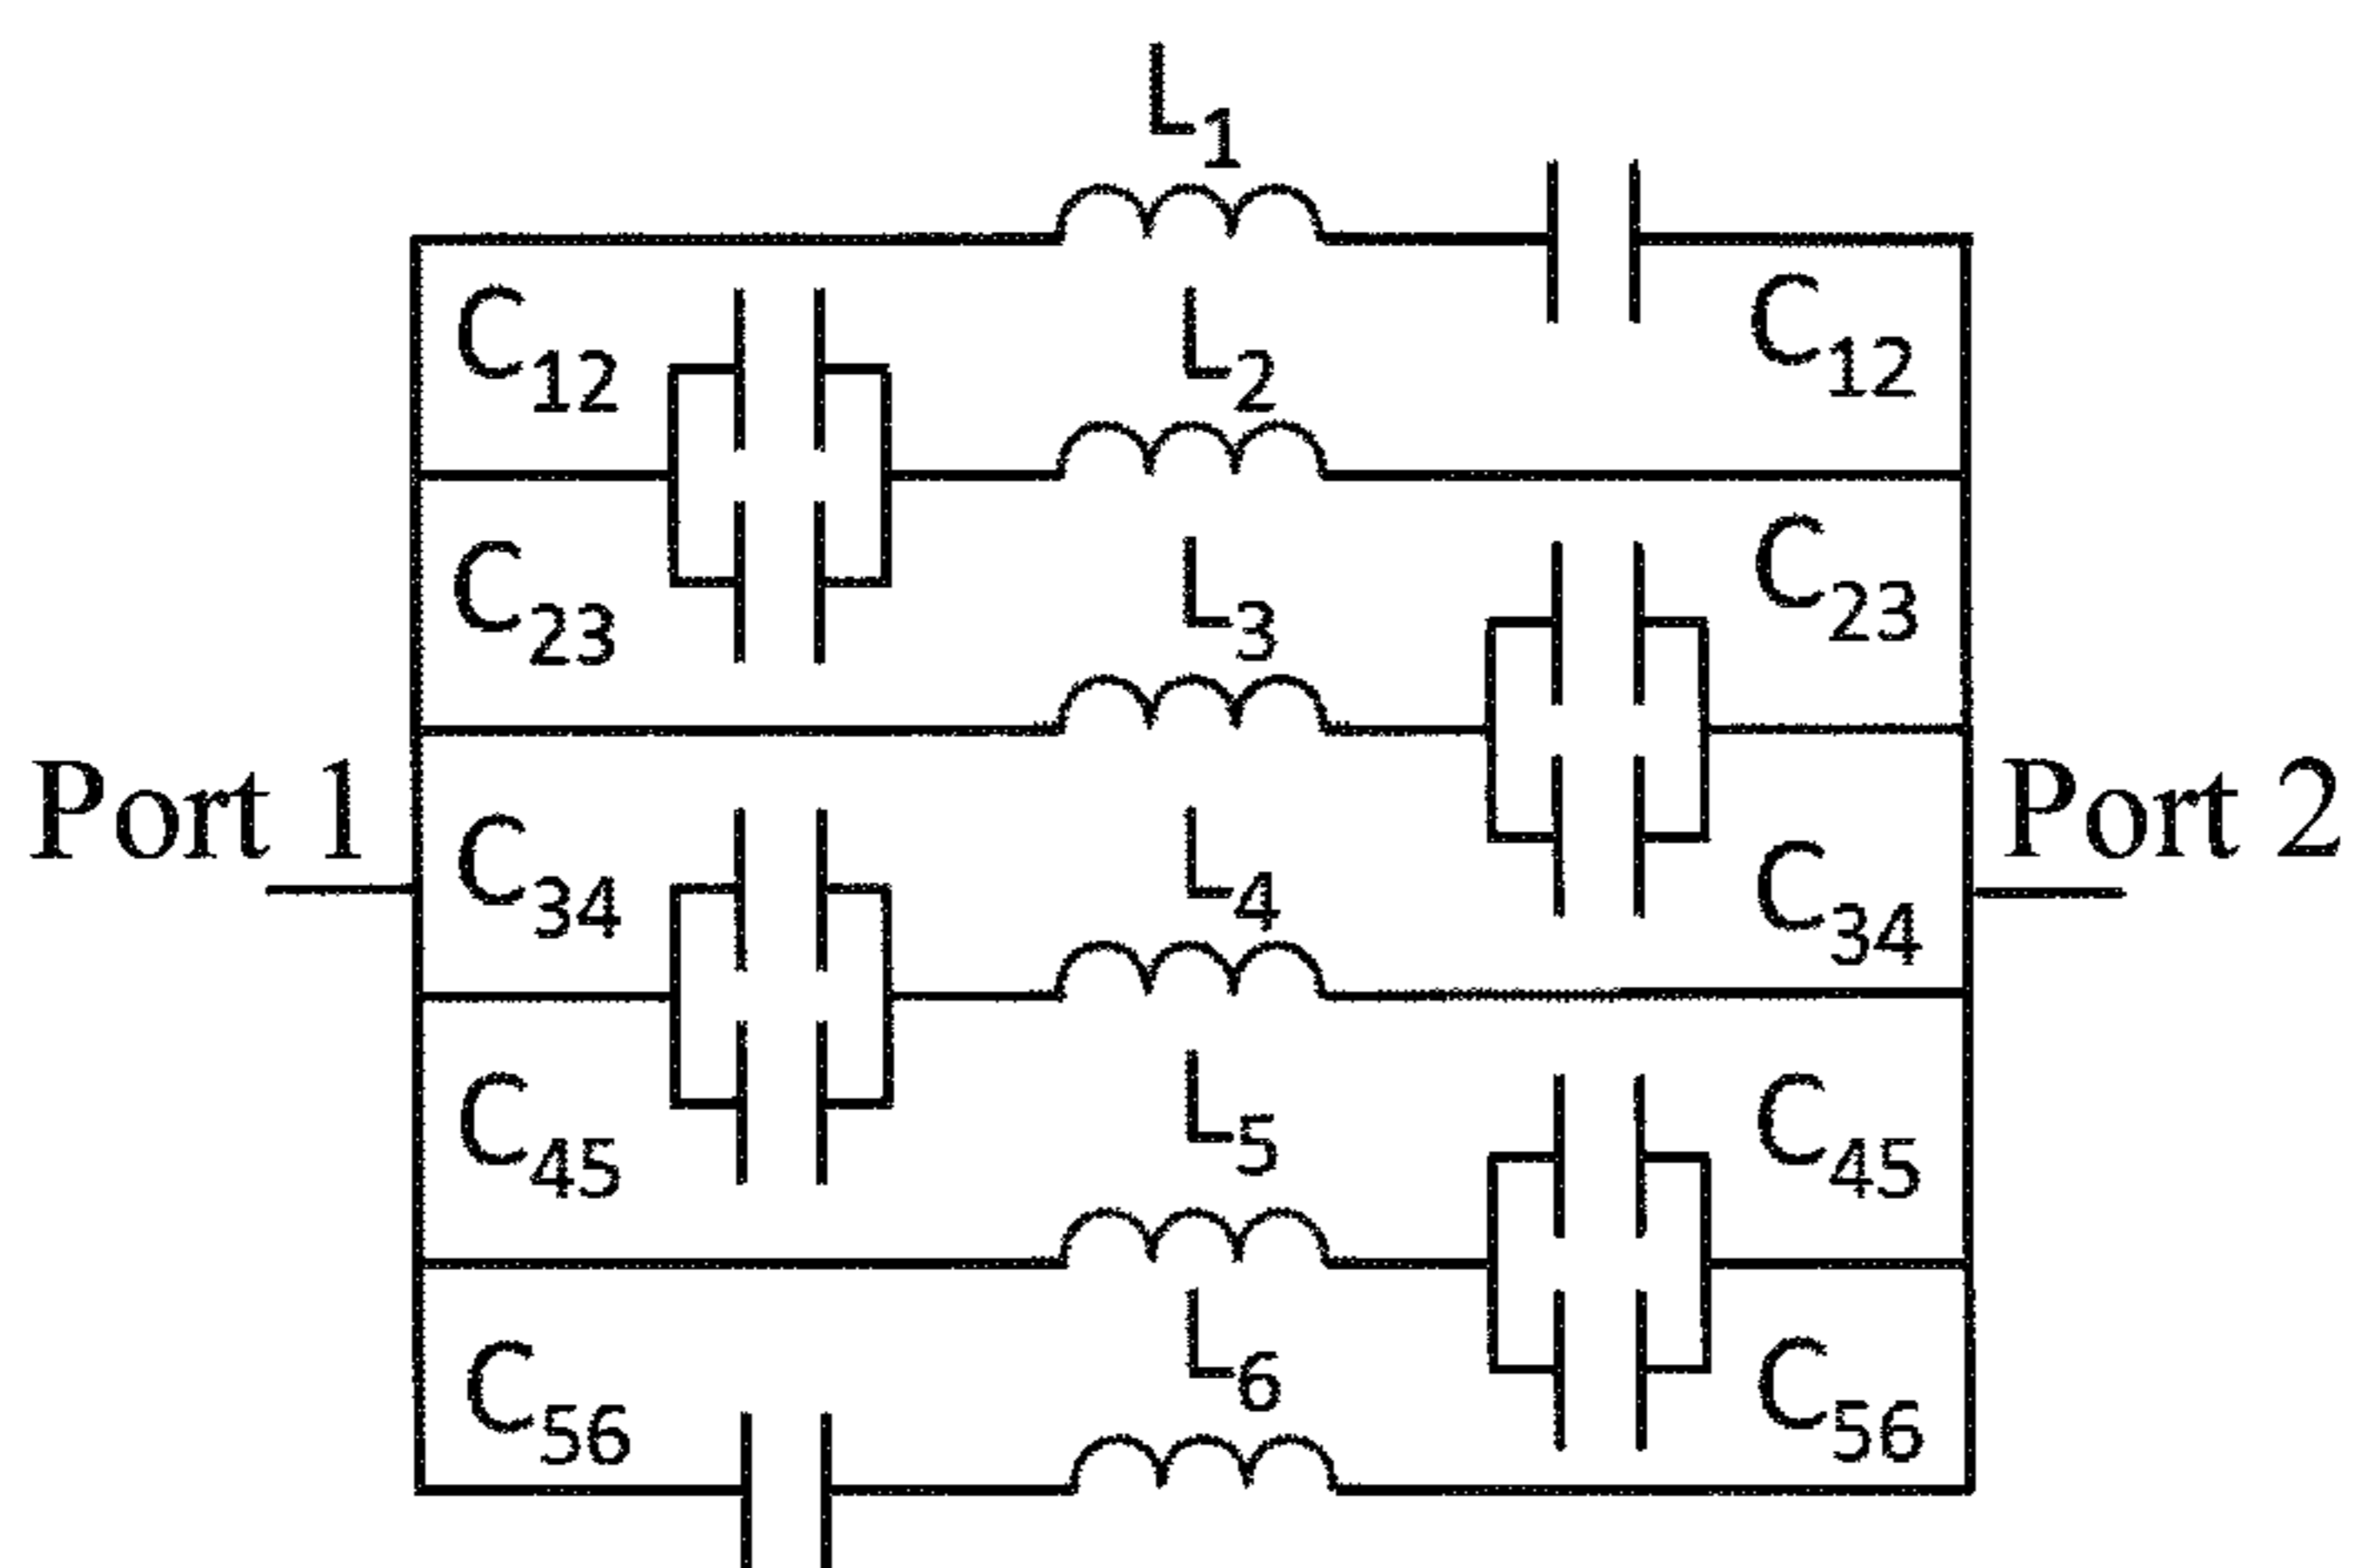 L₁
C₁₂
L₂
C₁₂
C₂₃
L₃
C₂₃
Port 1
C₃₄
L₄
C₃₄
Port 2
C₄₅
L₅
C₄₅
C₅₆
L₆
C₅₆